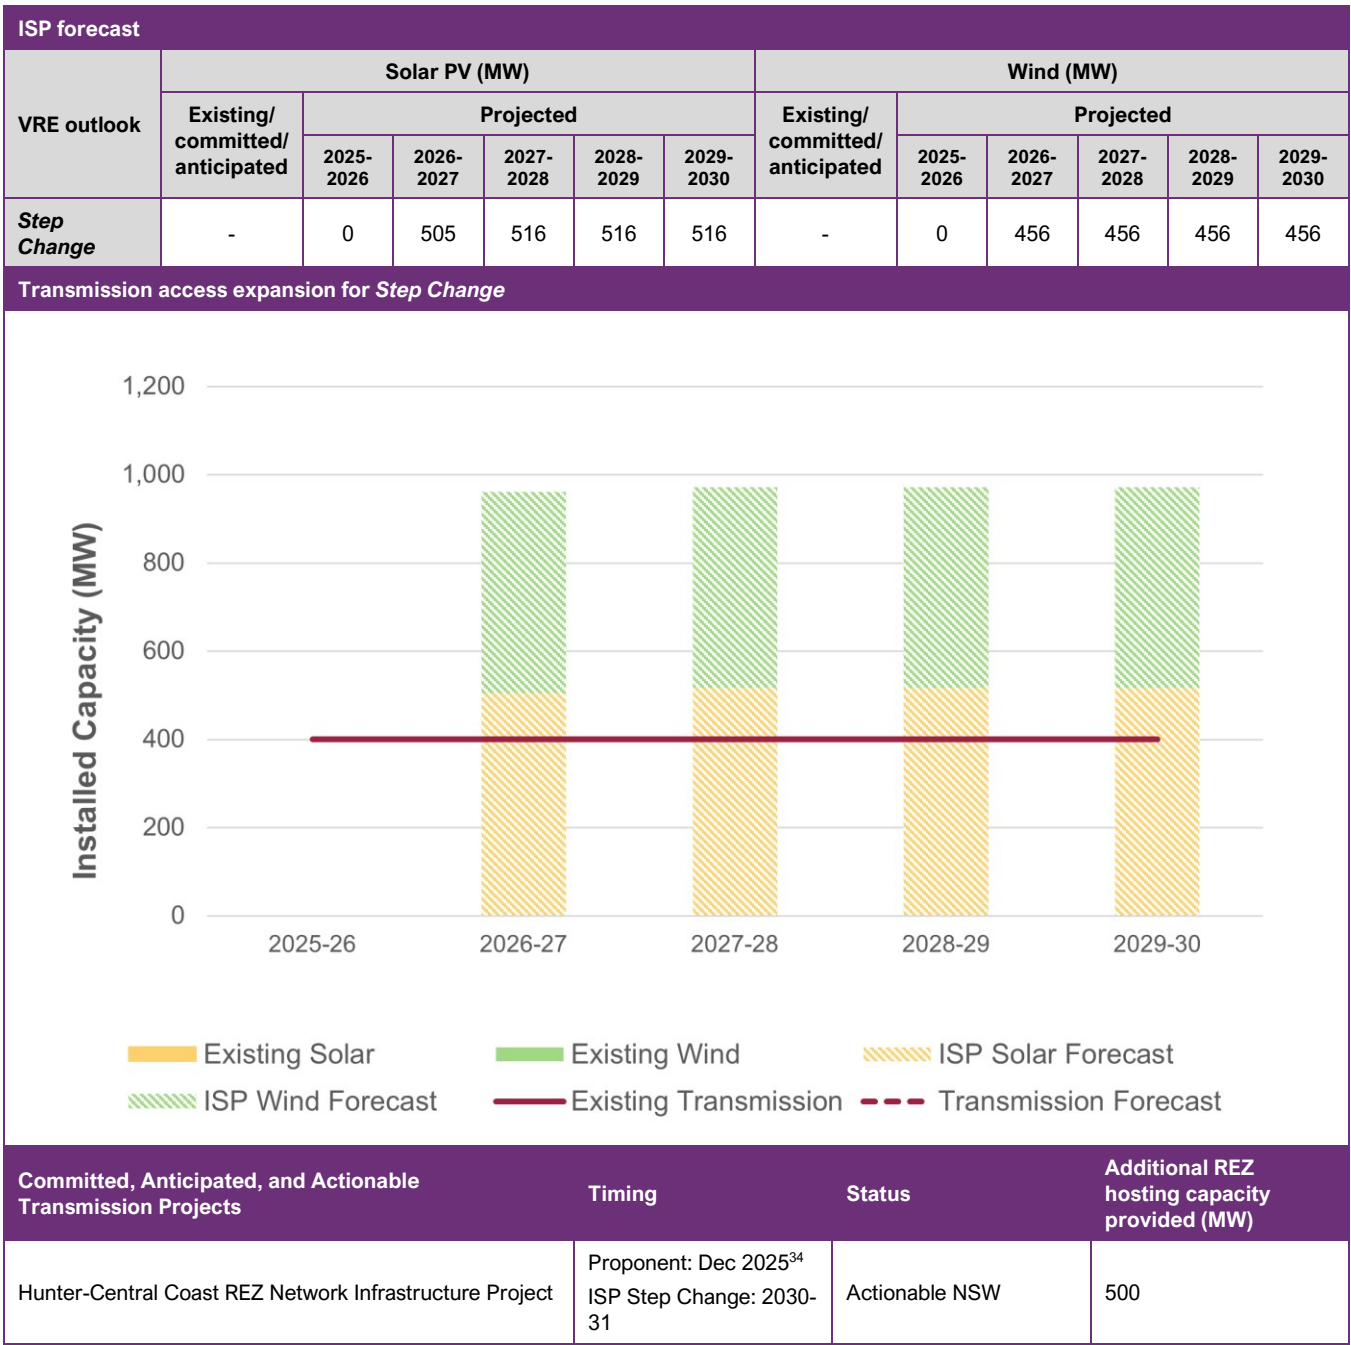 ISP forecast
VRE outlook
Solar PV (MW)
Wind (MW)
Existing/
committed/
anticipated
Projected
Existing/
committed/
anticipated
Projected
2025-
2026
2026-
2027
2027-
2028
2028-
2029
2029-
2030
2025-
2026
2026-
2027
2027-
2028
2028-
2029
2029-
2030
Step
Change
- 0 505 516 516 516 - 0 456 456 456 456
Transmission access expansion for Step Change
Installed Capacity (MW)
1,200
1,000
800
600
400
200
0
2025-26 2026-27 2027-28 2028-29 2029-30
Existing Solar Existing Wind ISP Solar Forecast
ISP Wind Forecast Existing Transmission Transmission Forecast
Committed, Anticipated, and Actionable
Transmission Projects
Timing
Status
Additional REZ
hosting capacity
provided (MW)
Hunter-Central Coast REZ Network Infrastructure Project
Proponent: Dec 2025³⁴
ISP Step Change: 2030-
31
Actionable NSW
500